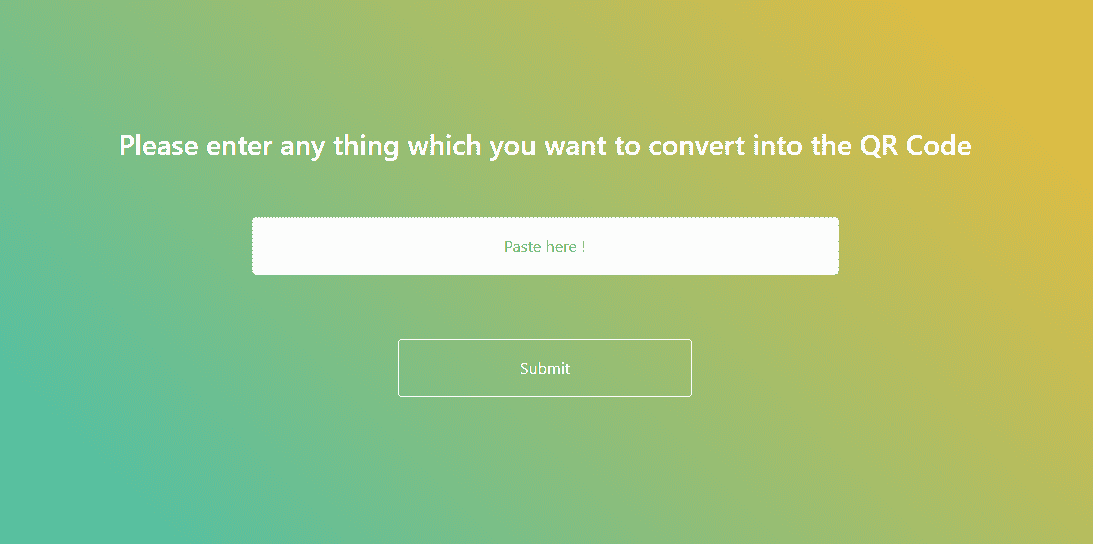 Please enter any thing which you want to convert into the QR Code
Paste here !
Submit